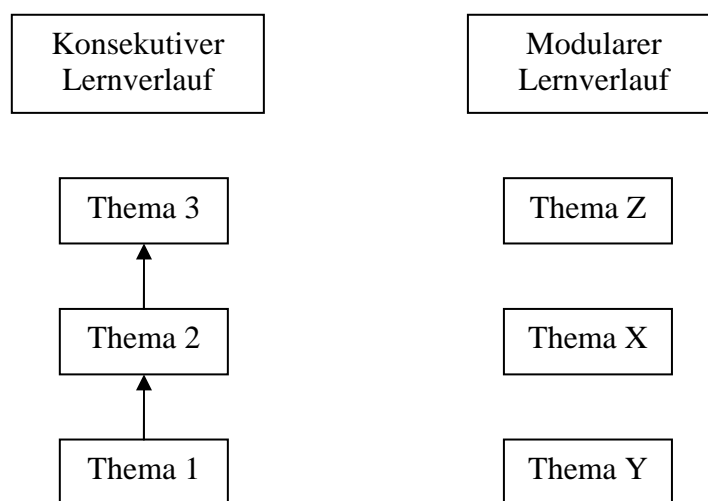 Konsekutiver
Lernverlauf
Modularer
Lernverlauf
Thema 3
Thema Z
Thema 2
Thema X
Thema 1
Thema Y